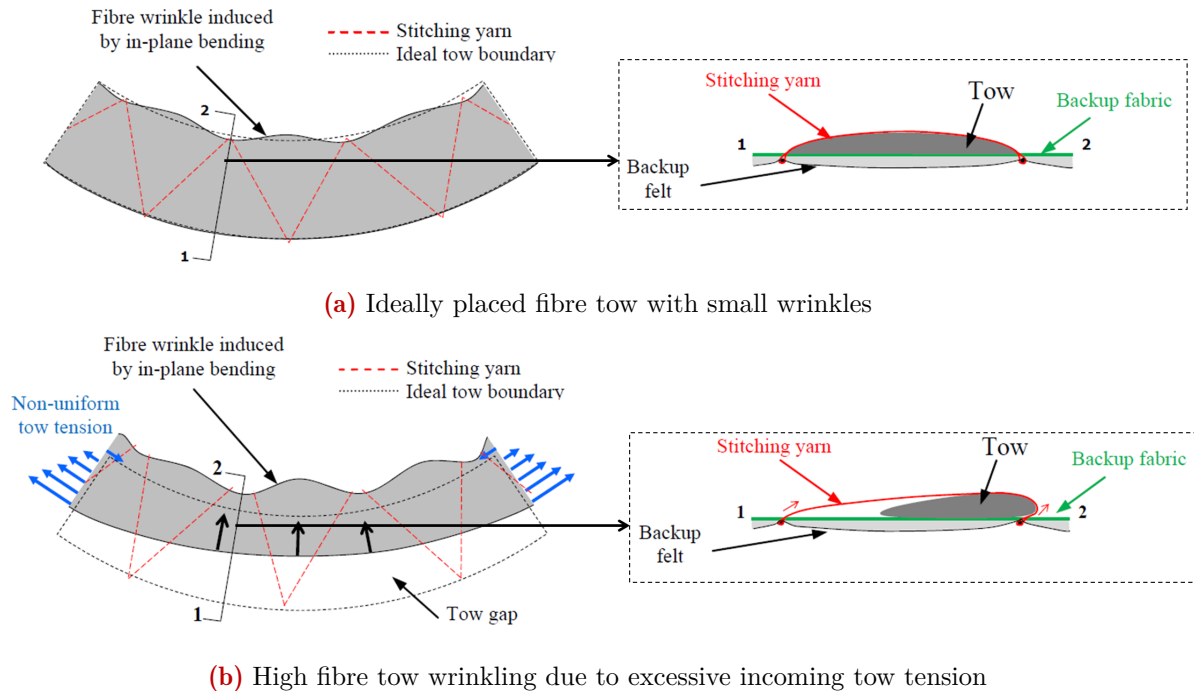 Fibre wrinkle induced
by in-plane bending
Stitching yarn
Ideal tow boundary
2
1
Stitching yarn
Tow
Backup fabric
1
2
Backup
felt
(a) Ideally placed fibre tow with small wrinkles
Fibre wrinkle induced
by in-plane bending
Stitching yarn
Ideal tow boundary
Non-uniform
tow tension
2
1
Tow gap
Stitching yarn
Tow
Backup fabric
1
2
Backup
felt
(b) High fibre tow wrinkling due to excessive incoming tow tension